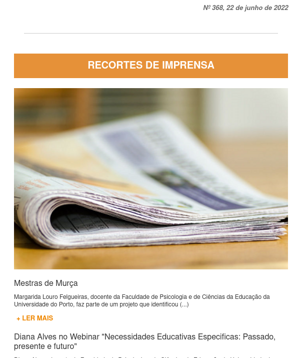 Nº 368, 22 de junho de 2022
RECORTES DE IMPRENSA
Mestras de Murça
Margarida Louro Felgueiras, docente da Faculdade de Psicologia e de Ciências da Educação da
Universidade do Porto, faz parte de um projeto que identificou (...)
+ LER MAIS
Diana Alves no Webinar "Necessidades Educativas Específicas: Passado,
presente e futuro"